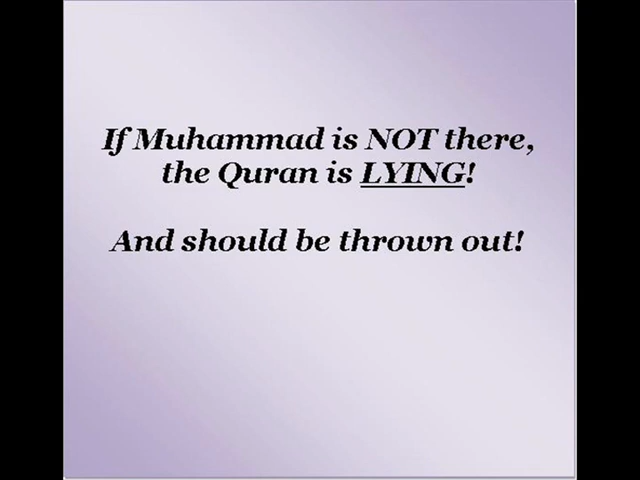 If Muhammad is NOT there,
the Quran is LYING!
And should be thrown out!